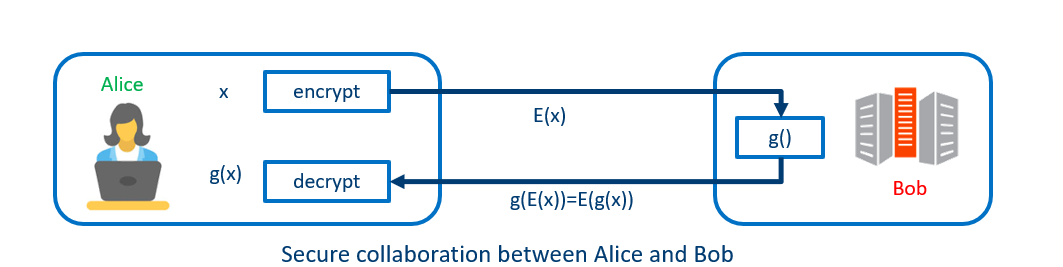 Alice
x
encrypt
E(x)
g()
g(x)
decrypt
g(E(x))=E(g(x))
Bob
Secure collaboration between Alice and Bob